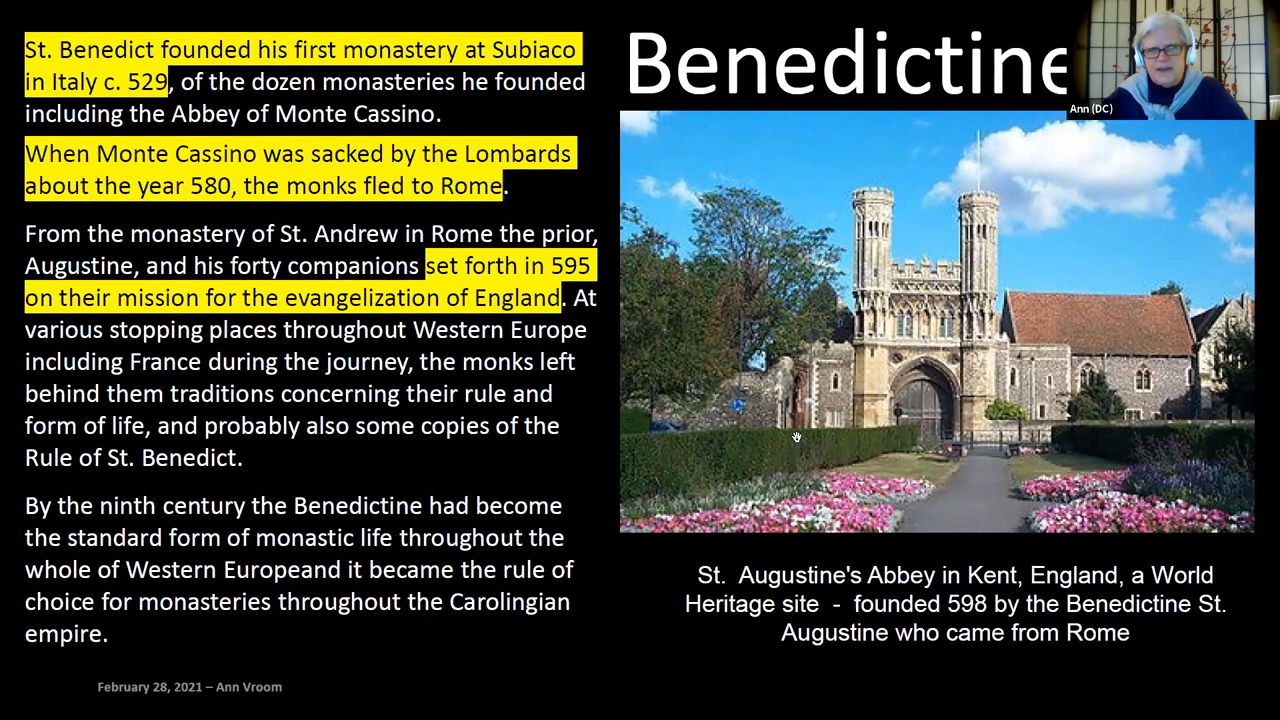 St. Benedict founded his first monastery at Subiaco
in Italy c. 529, of the dozen monasteries he founded
including the Abbey of Monte Cassino.
When Monte Cassino was sacked by the Lombards
about the year 580, the monks fled to Rome.
From the monastery of St. Andrew in Rome the prior,
Augustine, and his forty companions set forth in 595
on their mission for the evangelization of England. At
various stopping places throughout Western Europe
including France during the journey, the monks left
behind them traditions concerning their rule and
form of life, and probably also some copies of the
Rule of St. Benedict.
By the ninth century the Benedictine had become
the standard form of monastic life throughout the
whole of Western Europeand it became the rule of
choice for monasteries throughout the Carolingian
empire.
February 28, 2021 – Ann Vroom
Benedictine
Ann (DC)
St. Augustine's Abbey in Kent, England, a World
Heritage site - founded 598 by the Benedictine St.
Augustine who came from Rome